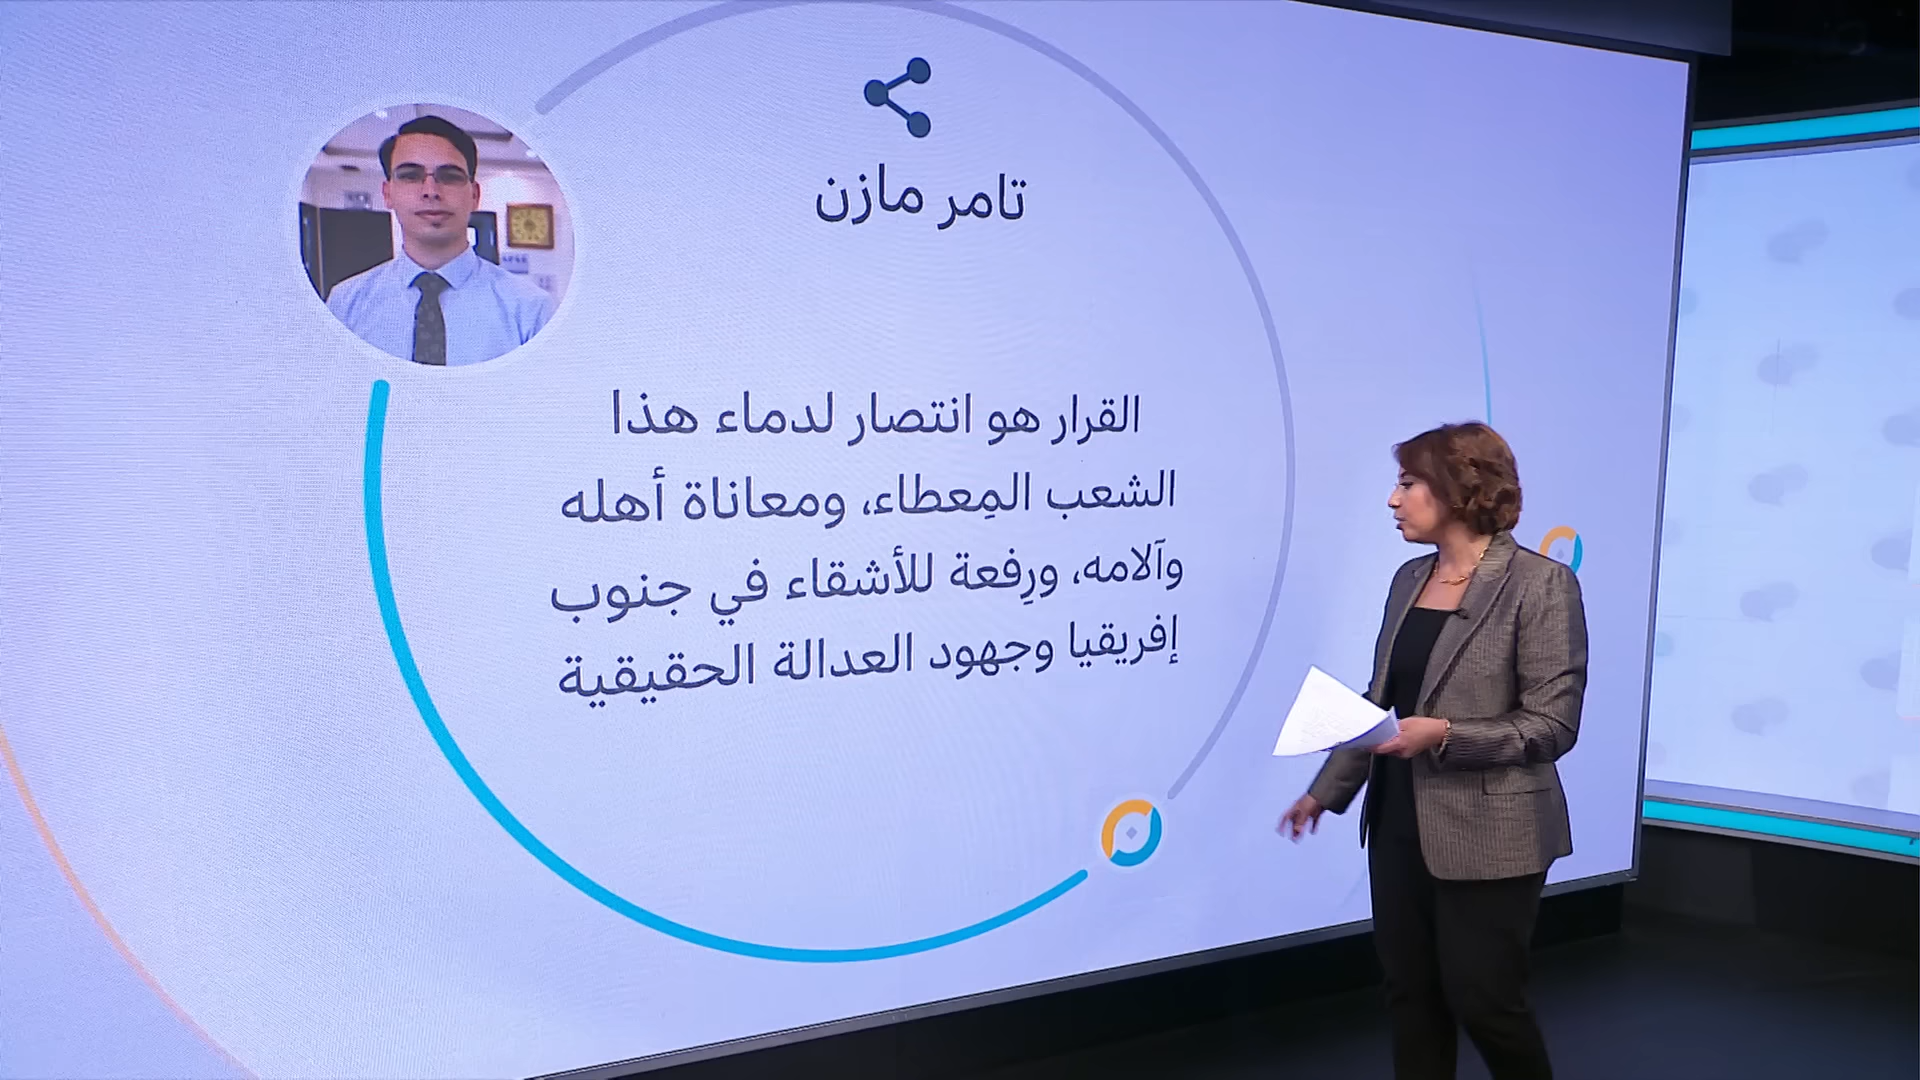 تامر مازن
القرار هو انتصار لدماء هذا
الشعب المِعطاء، ومعاناة أهله
وآلامه، ورِفعة للأشقاء في جنوب
إفريقيا وجهود العدالة الحقيقية